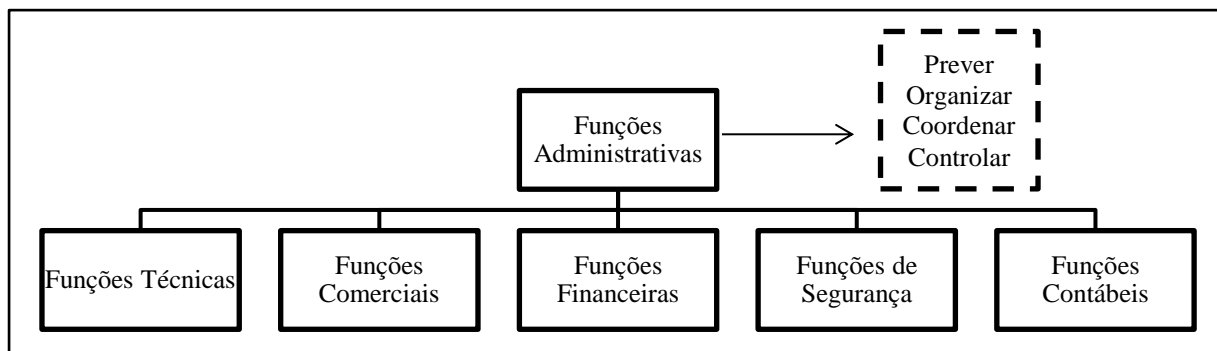 Prever
Organizar
Coordenar
Controlar
Funções
Administrativas
Funções Técnicas
Funções
Comerciais
Funções
Financeiras
Funções de
Segurança
Funções
Contábeis